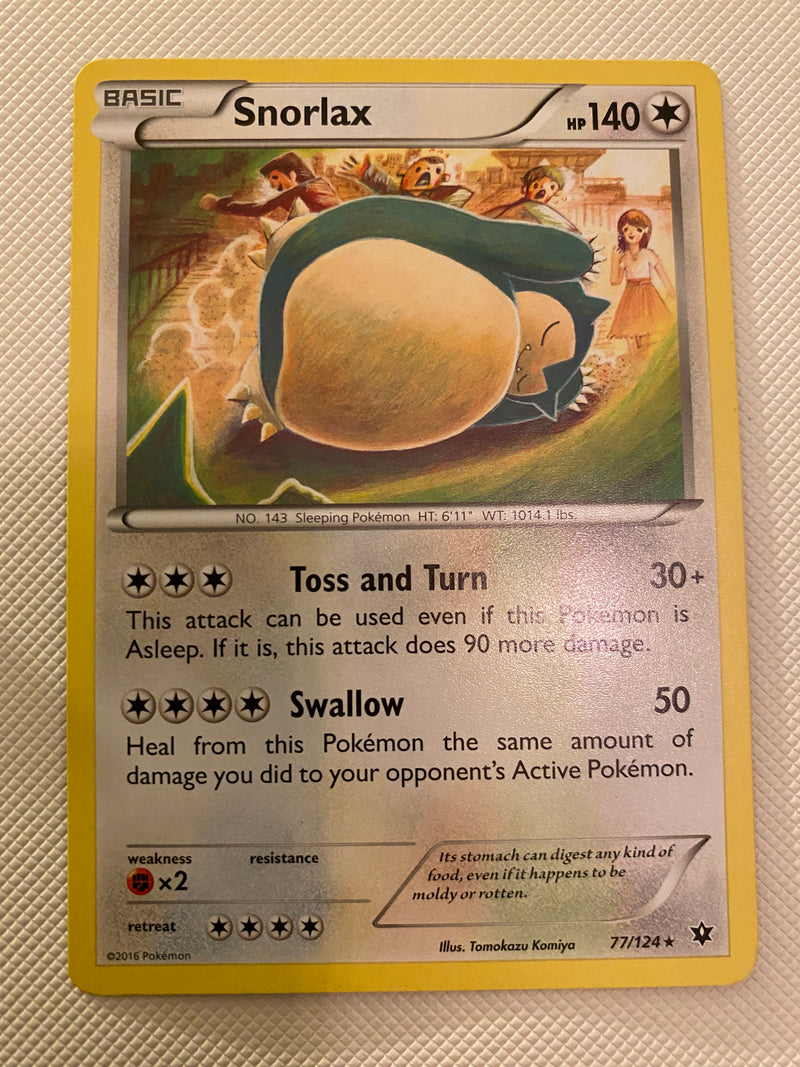 BASIC Snorlax HP 140
NO. 143 Sleeping Pokémon HT: 6'11" WT: 1014.1 lbs.
Toss and Turn 30+
This attack can be used even if this Pokémon is
Asleep. If it is, this attack does 90 more damage.
Swallow 50
Heal from this Pokémon the same amount of
damage you did to your opponent's Active Pokémon.
weakness resistance
×2
retreat
Its stomach can digest any kind of
food, even if it happens to be
moldy or rotten.
©2016 Pokémon
Illus. Tomokazu Komiya 77/124 ★